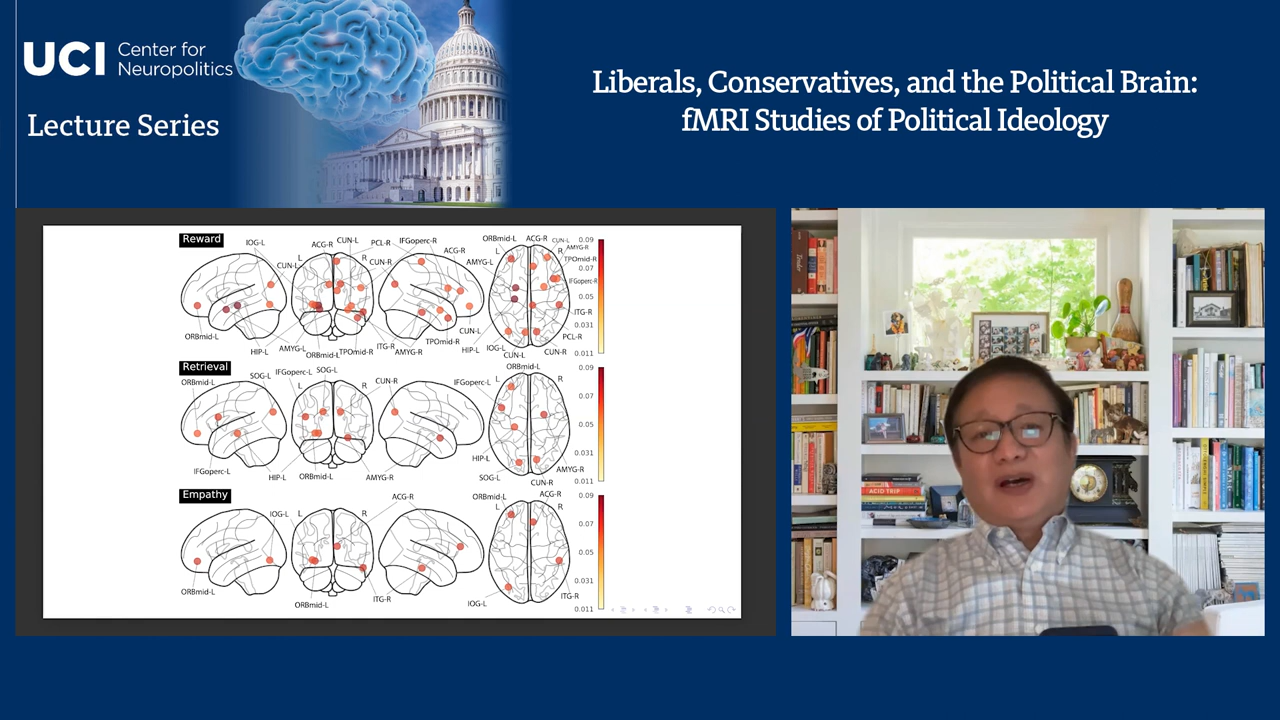 UCI Center for
Neuropolitics
Lecture Series
Liberals, Conservatives, and the Political Brain:
fMRI Studies of Political Ideology
Reward
IOG-L
CUN-L
ORBmid-L
HIP-L
AMYG-L
L
ACG-R
CUN-L
R
PCL-R
CUN-R
ORBmid-L
TPOmid-R
IFGoperc-R
ACG-R
AMYG-L
ITG-R
AMYG-R
TPOmid-R
CUN-L
HIP-L
ORBmid-L
ACG-R
CUN-L
AMYG-R
L
R
TPOmid-R
IFGoperc-R
ITG-R
PCL-R
IOG-L
CUN-L
CUN-R
0.09
0.07
0.05
0.031
0.011
Retrieval
ORBmid-L
SOG-L
IFGoperc-L
HIP-L
IFGoperc-L
SOG-L
L
R
ORBmid-L
CUN-R
AMYG-R
ORBmid-L
IFGoperc-L
L
R
HIP-L
SOG-L
AMYG-R
CUN-R
0.09
0.07
0.05
0.031
0.011
Empathy
IOG-L
ORBmid-L
L
R
ORBmid-L
ACG-R
ITG-R
ORBmid-L
ACG-R
L
R
ITG-R
IOG-L
0.09
0.07
0.05
0.031
0.011
ACID TRIP